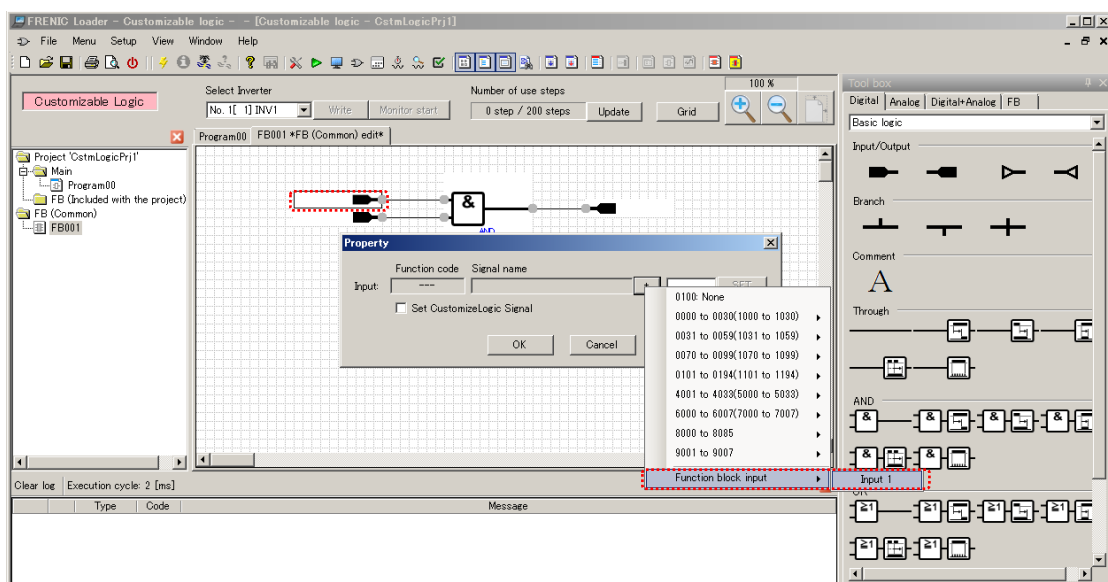 FRENIC Loader - Customizable logic - - [Customizable logic - CstmLogicPrj1]
File Menu Setup View Window Help
Customizable Logic
Select Inverter
No. 1[ 1] INV1
Write
Monitor start
Number of use steps
0 step / 200 steps
Update
Grid
100 %
Program00
FB001 *FB (Common) edit*
Project 'CstmLogicPrj1'
Main
Program00
FB (Included with the project)
FB (Common)
FB001
&
AND
Property
Function code Signal name
Input: ---
SET
Set CustomizeLogic Signal
OK
Cancel
0100: None
0000 to 0030(1000 to 1030)
0031 to 0059(1031 to 1059)
0070 to 0099(1070 to 1099)
0101 to 0194(1101 to 1194)
4001 to 4033(5000 to 5033)
6000 to 6007(7000 to 7007)
8000 to 8085
9001 to 9007
Function block input
Input 1
Tool box
Digital Analog Digital+Analog FB
Basic logic
Input/Output
Branch
Comment
A
Through
AND
& & & &
& &
OR
≧1 ≧1 ≧1 ≧1
≧1 ≧1
Clear log Execution cycle: 2 [ms]
Type Code Message